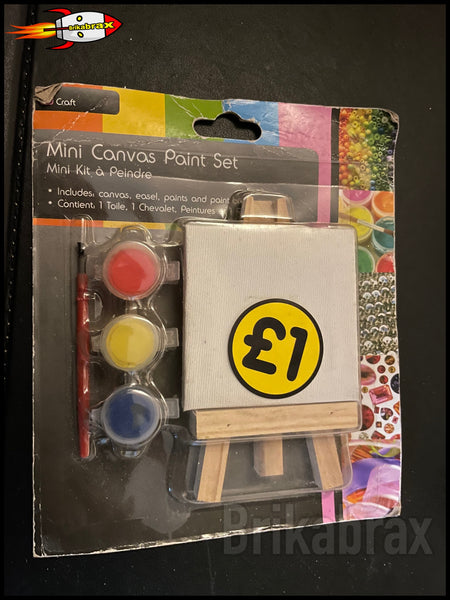 Brikabrax
Craft
Mini Canvas Paint Set
Mini Kit à Peindre
• Includes: canvas, easel, paints and paint
• Contient: 1 Toile, 1 Chevalet, Peintures
£1
Brikabrax